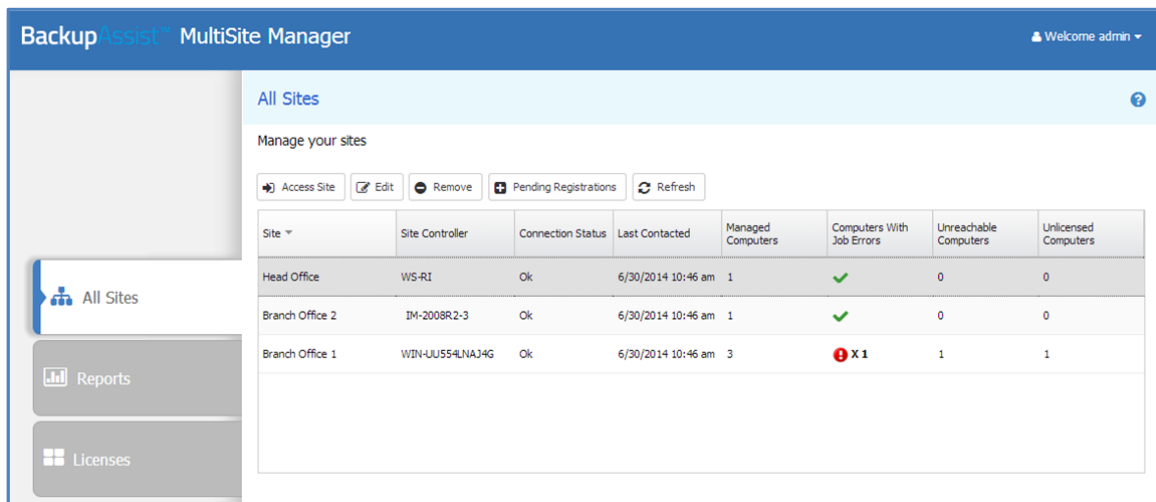 BackupAssist™ MultiSite Manager
Welcome admin
All Sites
Manage your sites
Access Site
Edit
Remove
Pending Registrations
Refresh
Site
Site Controller
Connection Status
Last Contacted
Managed Computers
Computers With Job Errors
Unreachable Computers
Unlicensed Computers
Head Office WS-RI Ok 6/30/2014 10:46 am 1 0 0
Branch Office 2 IM-2008R2-3 Ok 6/30/2014 10:46 am 1 0 0
Branch Office 1 WIN-UU554LNAJ4G Ok 6/30/2014 10:46 am 3 X 1 1 1
All Sites
Reports
Licenses